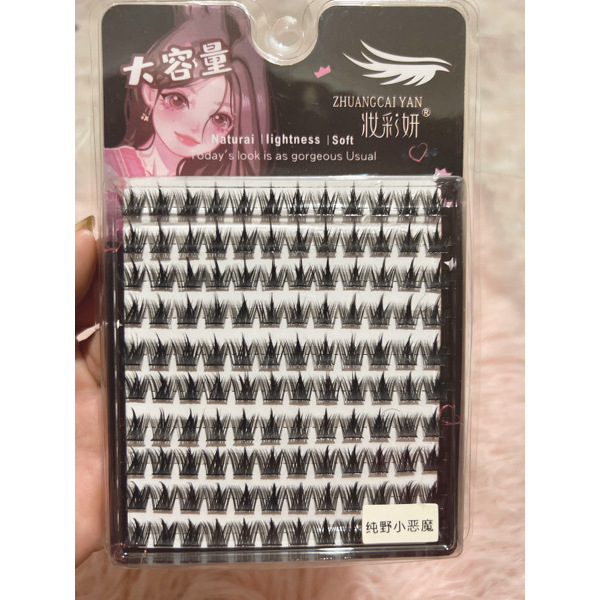 大容量
ZHUANGCAI YAN
妆彩妍®
Naturai lightness Soft
Today's look is as gorgeous Usual
纯野小恶魔